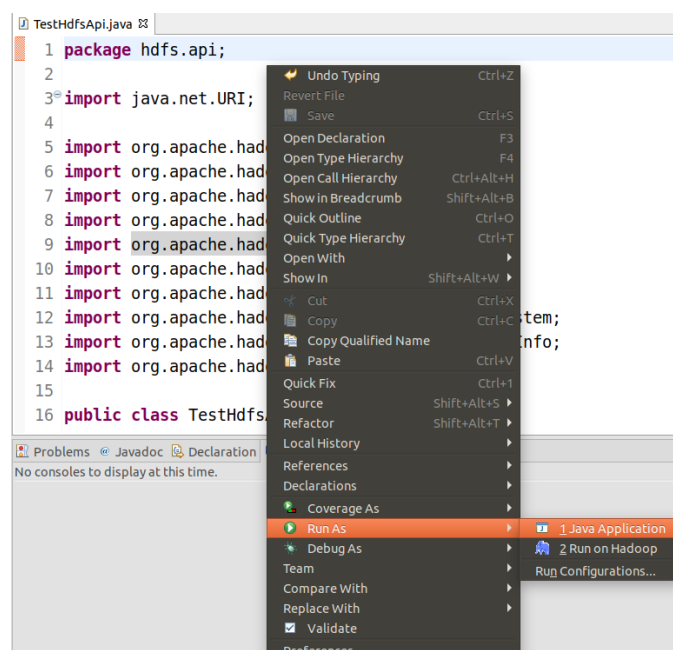 TestHdfsApi.java
1 package hdfs.api;
2
3 import java.net.URI;
4
5 import org.apache.had
6 import org.apache.had
7 import org.apache.had
8 import org.apache.had
9 import org.apache.had
10 import org.apache.had
11 import org.apache.had
12 import org.apache.had stem;
13 import org.apache.had Info;
14 import org.apache.had
15
16 public class TestHdfsA
Problems Javadoc Declaration
No consoles to display at this time.
Undo Typing Ctrl+Z
Revert File
Save Ctrl+S
Open Declaration F3
Open Type Hierarchy F4
Open Call Hierarchy Ctrl+Alt+H
Show in Breadcrumb Shift+Alt+B
Quick Outline Ctrl+O
Quick Type Hierarchy Ctrl+T
Open With
Show In Shift+Alt+W
Cut Ctrl+X
Copy Ctrl+C
Copy Qualified Name
Paste Ctrl+V
Quick Fix Ctrl+1
Source Shift+Alt+S
Refactor Shift+Alt+T
Local History
References
Declarations
Coverage As
Run As
Debug As
Team
Compare With
Replace With
Validate
Preferences
1 Java Application
2 Run on Hadoop
Run Configurations...